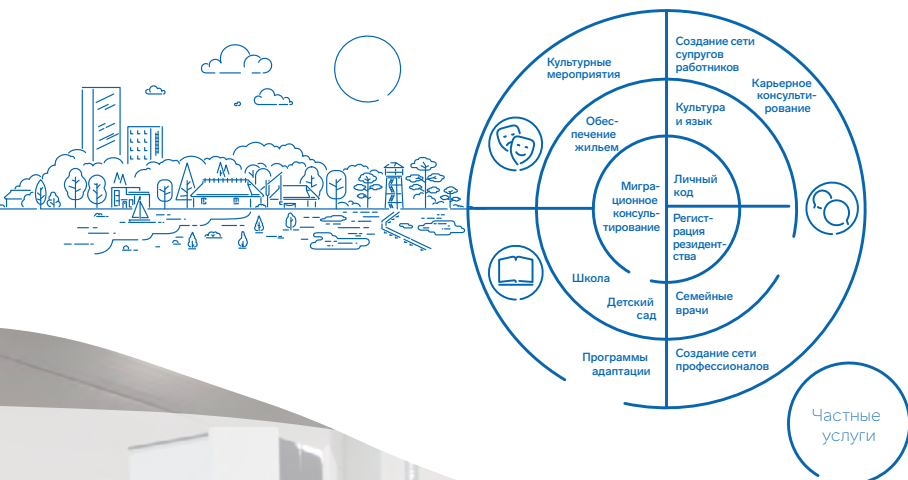 Культурные
мероприятия
Создание сети
супругов
работников
Карьерное
консульти-
рование
Обес-
печение
жильем
Культура
и язык
Мигра-
ционное
консуль-
тирование
Личный
код
Регист-
рация
резидент-
ства
Школа
Детский
сад
Семейные
врачи
Программы
адаптации
Создание сети
профессионалов
Частные
услуги